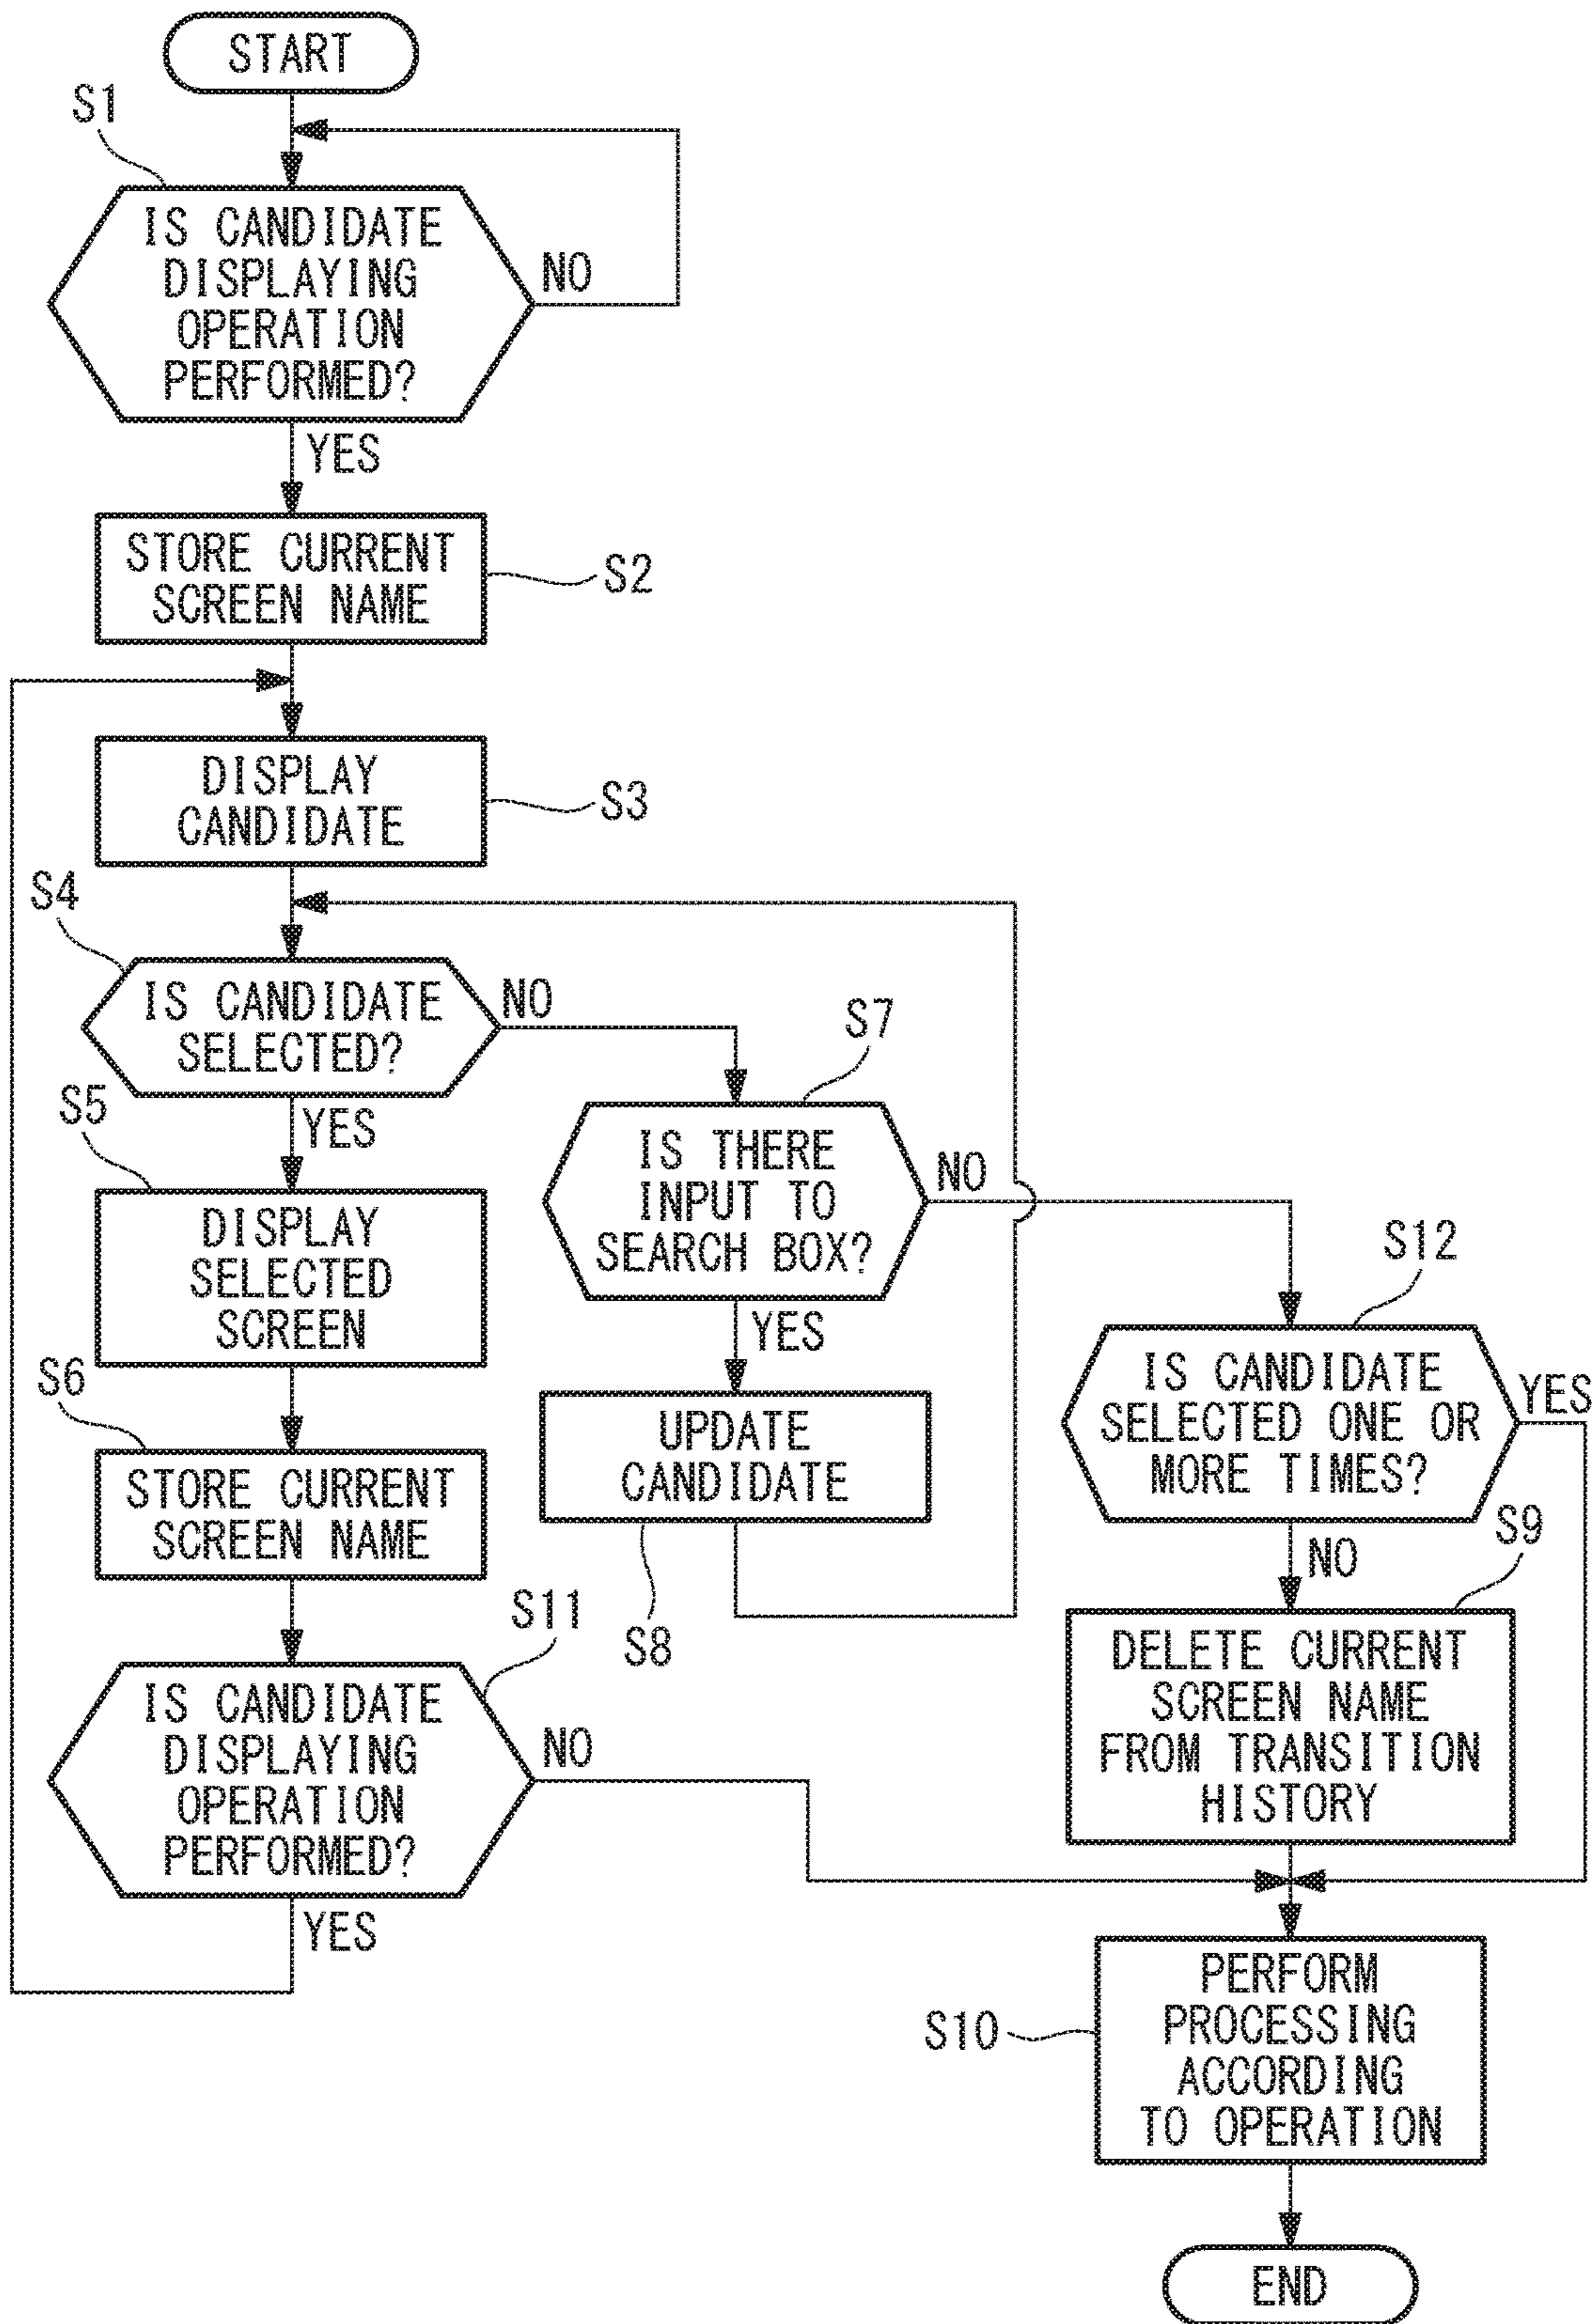 START
S1
IS CANDIDATE
DISPLAYING
OPERATION
PERFORMED?
NO
YES
STORE CURRENT
SCREEN NAME
S2
DISPLAY
CANDIDATE
S3
S4
IS CANDIDATE
SELECTED?
NO
YES
S7
IS THERE
INPUT TO
SEARCH BOX?
NO
YES
S5
DISPLAY
SELECTED
SCREEN
S12
IS CANDIDATE
SELECTED ONE OR
MORE TIMES?
YES
NO
S6
STORE CURRENT
SCREEN NAME
UPDATE
CANDIDATE
S8
S9
DELETE CURRENT
SCREEN NAME
FROM TRANSITION
HISTORY
S11
IS CANDIDATE
DISPLAYING
OPERATION
PERFORMED?
NO
YES
S10
PERFORM
PROCESSING
ACCORDING
TO OPERATION
END